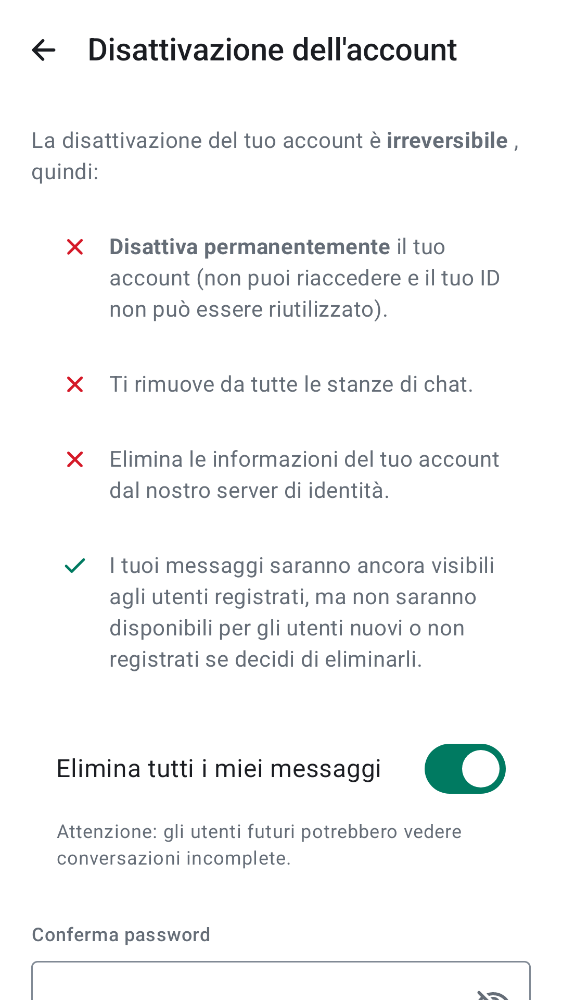 Disattivazione dell'account
La disattivazione del tuo account è irreversibile ,
quindi:
Disattiva permanentemente il tuo
account (non puoi riaccedere e il tuo ID
non può essere riutilizzato).
Ti rimuove da tutte le stanze di chat.
Elimina le informazioni del tuo account
dal nostro server di identità.
I tuoi messaggi saranno ancora visibili
agli utenti registrati, ma non saranno
disponibili per gli utenti nuovi o non
registrati se decidi di eliminarli.
Elimina tutti i miei messaggi
Attenzione: gli utenti futuri potrebbero vedere
conversazioni incomplete.
Conferma password